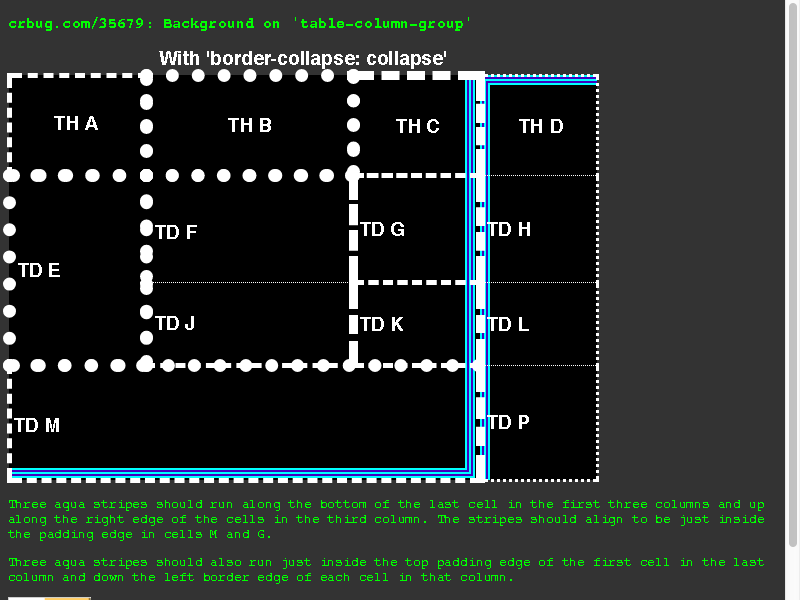 crbug.com/35679: Background on 'table-column-group'
With 'border-collapse: collapse'
TH A TH B TH C TH D
TD E TD F TD G TD H
TD J TD K TD L
TD M TD P
Three aqua stripes should run along the bottom of the last cell in the first three columns and up
along the right edge of the cells in the third column. The stripes should align to be just inside
the padding edge in cells M and G.
Three aqua stripes should also run just inside the top padding edge of the first cell in the last
column and down the left border edge of each cell in that column.